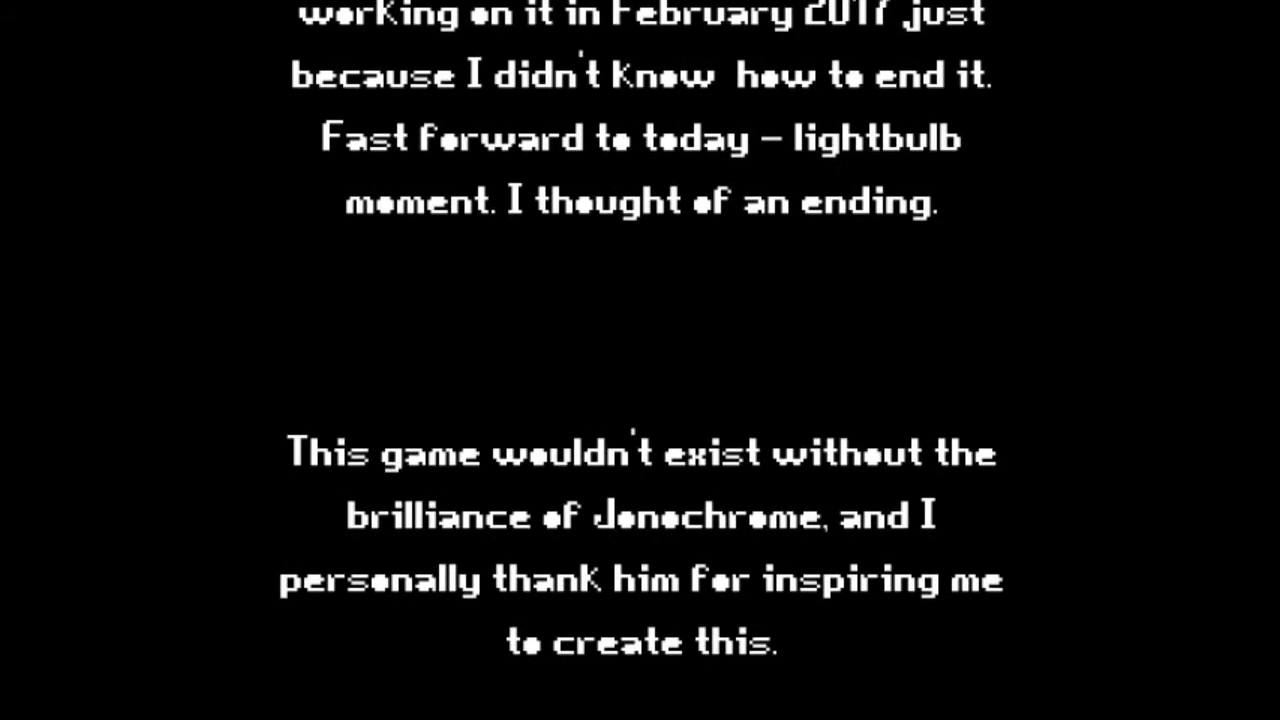 working on it in February 2017 just
because I didn't know  how to end it.
Fast forward to today - lightbulb
moment. I thought of an ending.
This game wouldn't exist without the
brilliance of Jonochrome, and I
personally thank him for inspiring me
to create this.